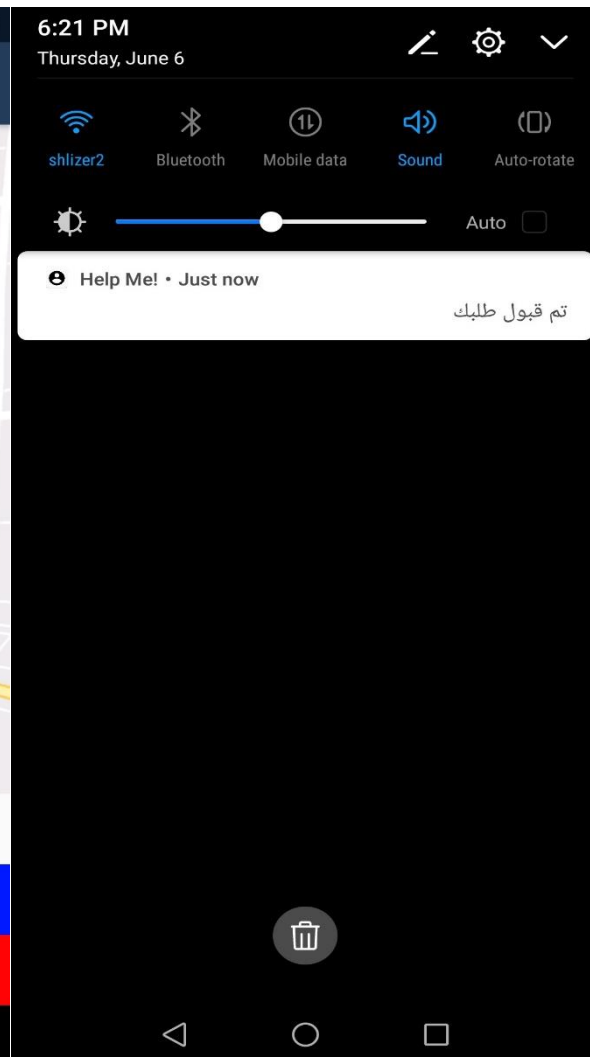 6:21 PM
Thursday, June 6
shlizer2
Bluetooth
Mobile data
Sound
Auto-rotate
Auto
Help Me! • Just now
تم قبول طلبك